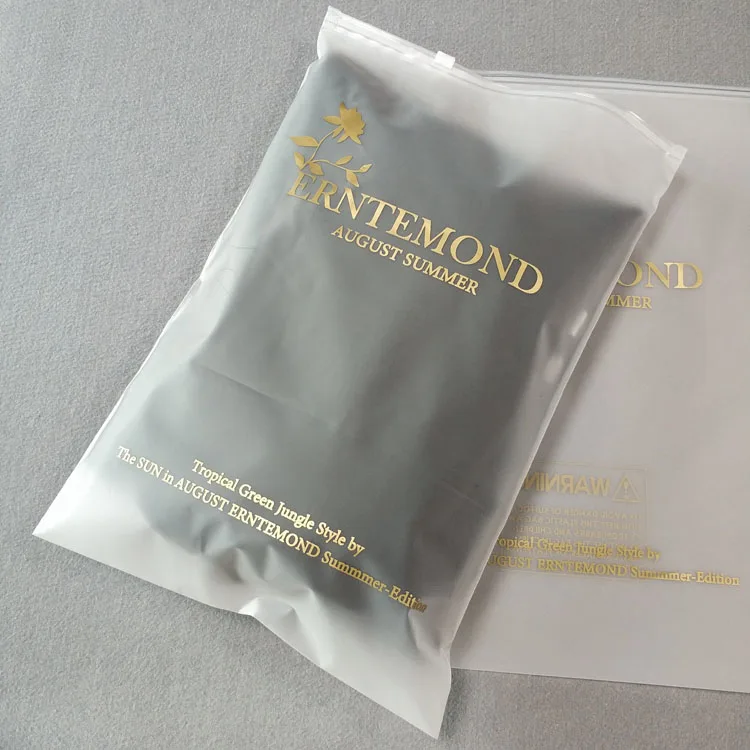 ERNTEMOND
AUGUST SUMMER
Tropical Green Jungle Style by
The SUN in AUGUST ERNTEMOND Summmer-Edition
MOND
MMER
WARNIN
Tropical Green Jungle Style by
UGUST ERNTEMOND Summmer-Edition